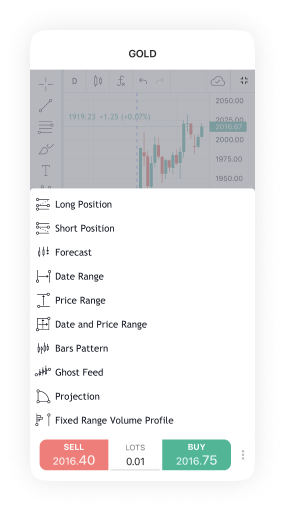 GOLD
D
2050.00
1919.23 +1.25 (+0.07%)
2025.00
2016.67
2000.00
1975.00
T
1950.00
Long Position
Short Position
Forecast
Date Range
Price Range
Date and Price Range
Bars Pattern
Ghost Feed
Projection
Fixed Range Volume Profile
SELL LOTS BUY
2016.40 0.01 2016.75